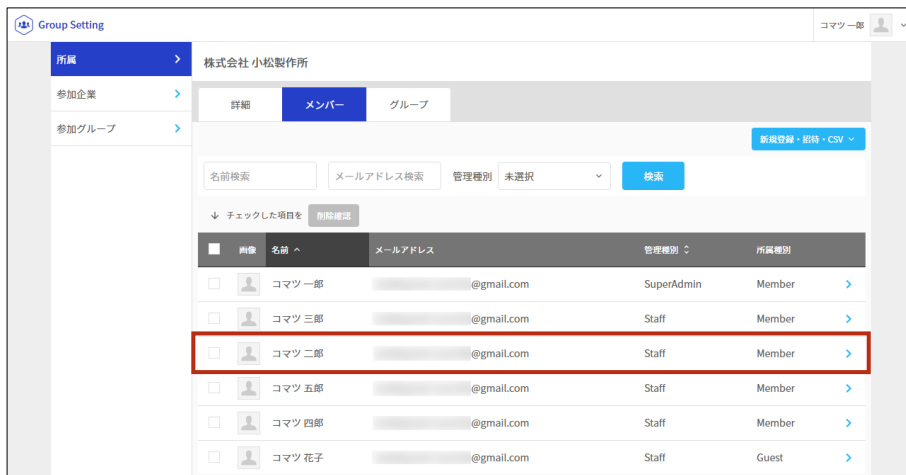 Group Setting
コマツ 一郎
所属
参加企業
参加グループ
株式会社 小松製作所
詳細 メンバー グループ
新規登録・招待・CSV
名前検索 メールアドレス検索 管理種別 未選択 検索
チェックした項目を 削除確認
画像 名前 メールアドレス 管理種別 所属種別
コマツ 一郎 @gmail.com SuperAdmin Member
コマツ 三郎 @gmail.com Staff Member
コマツ 二郎 @gmail.com Staff Member
コマツ 五郎 @gmail.com Staff Member
コマツ 四郎 @gmail.com Staff Member
コマツ 花子 @gmail.com Staff Guest